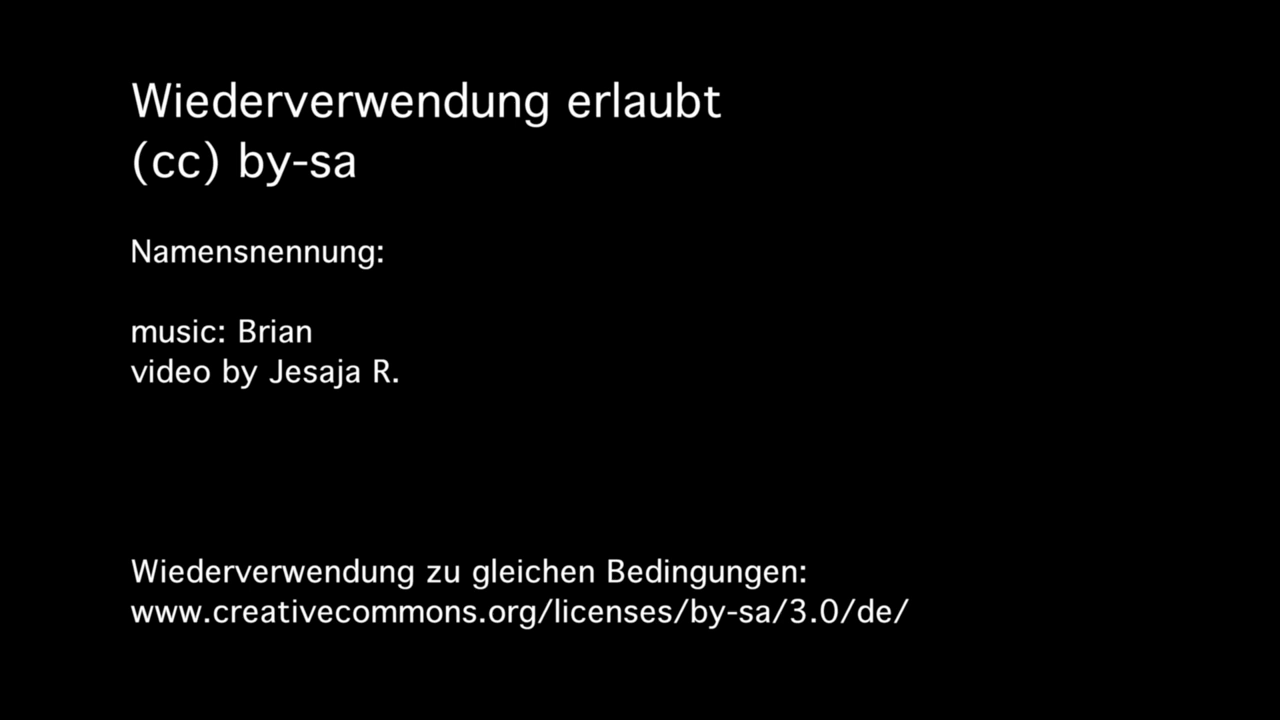 Wiederverwendung erlaubt
(cc) by-sa
Namensnennung:
music: Brian
video by Jesaja R.
Wiederverwendung zu gleichen Bedingungen:
www.creativecommons.org/licenses/by-sa/3.0/de/